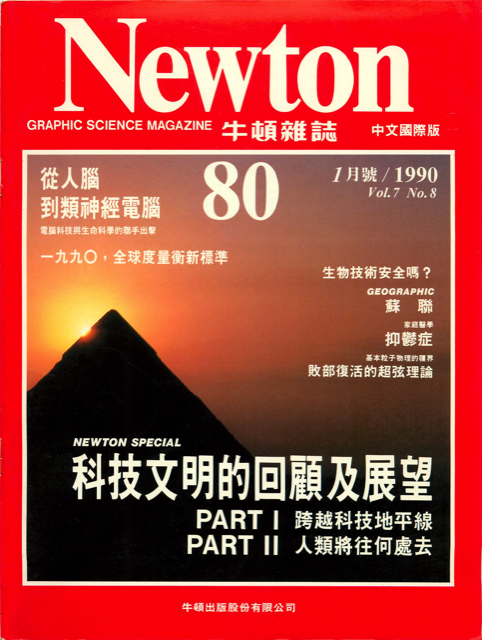 Newton
GRAPHIC SCIENCE MAGAZINE 牛頓雜誌 中文國際版
從人腦
到類神經電腦
電腦科技與生命科學的聯手出擊
80
1月號 / 1990
Vol.7 No.8
一九九〇，全球度量衡新標準
生物技術安全嗎？
GEOGRAPHIC
蘇聯
家庭醫學
抑鬱症
基本粒子物理的穫界
敗部復活的超弦理論
NEWTON SPECIAL
科技文明的回顧及展望
PART I 跨越科技地平線
PART II 人類將往何處去
牛頓出版股份有限公司